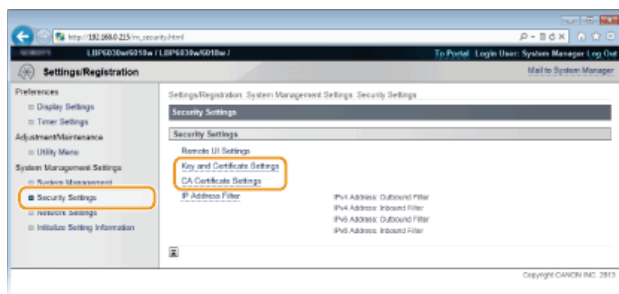 http://192.168.0.215/m_security.html
LBP6030w/6018w / LBP6030w/6018w /
To Portal Login User: System Manager Log Out
Settings/Registration
Mail to System Manager
Preferences
Display Settings
Timer Settings
Adjustment/Maintenance
Utility Menu
System Management Settings
System Management
Security Settings
Network Settings
Initialize Setting Information
Settings/Registration: System Management Settings: Security Settings
Security Settings
Security Settings
Remote UI Settings
Key and Certificate Settings
CA Certificate Settings
IP Address Filter
IPv4 Address: Outbound Filter
IPv4 Address: Inbound Filter
IPv6 Address: Outbound Filter
IPv6 Address: Inbound Filter
Copyright CANON INC. 2013